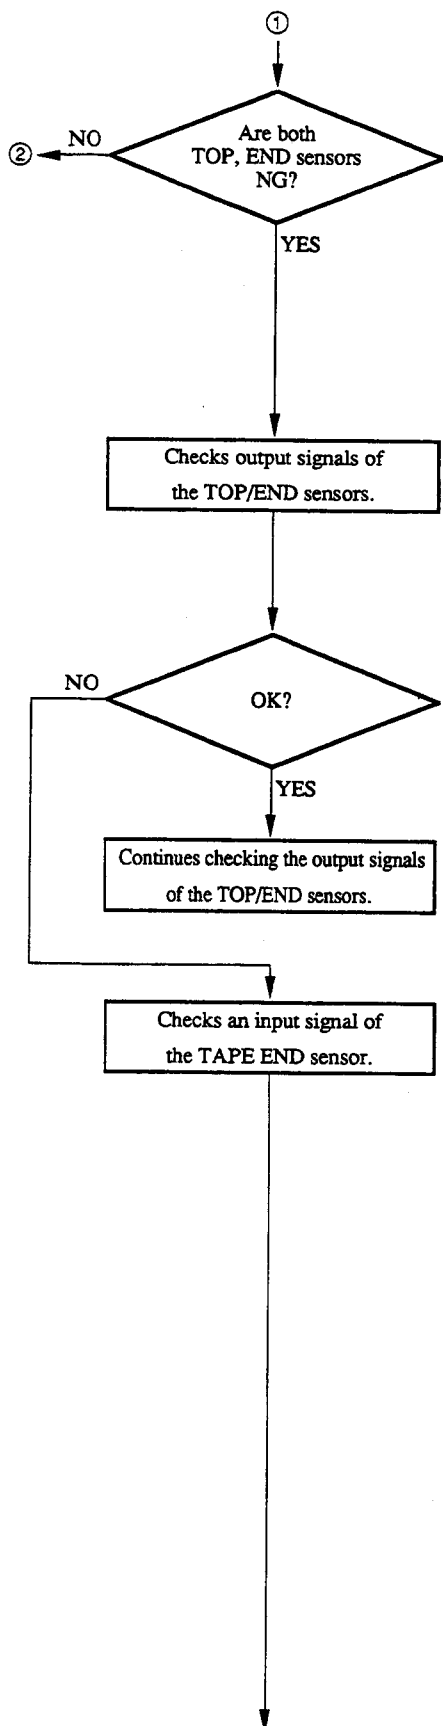 ①
Are both
TOP, END sensors
NG?
NO
②
YES
Checks output signals of
the TOP/END sensors.
NO
OK?
YES
Continues checking the output signals
of the TOP/END sensors.
Checks an input signal of
the TAPE END sensor.